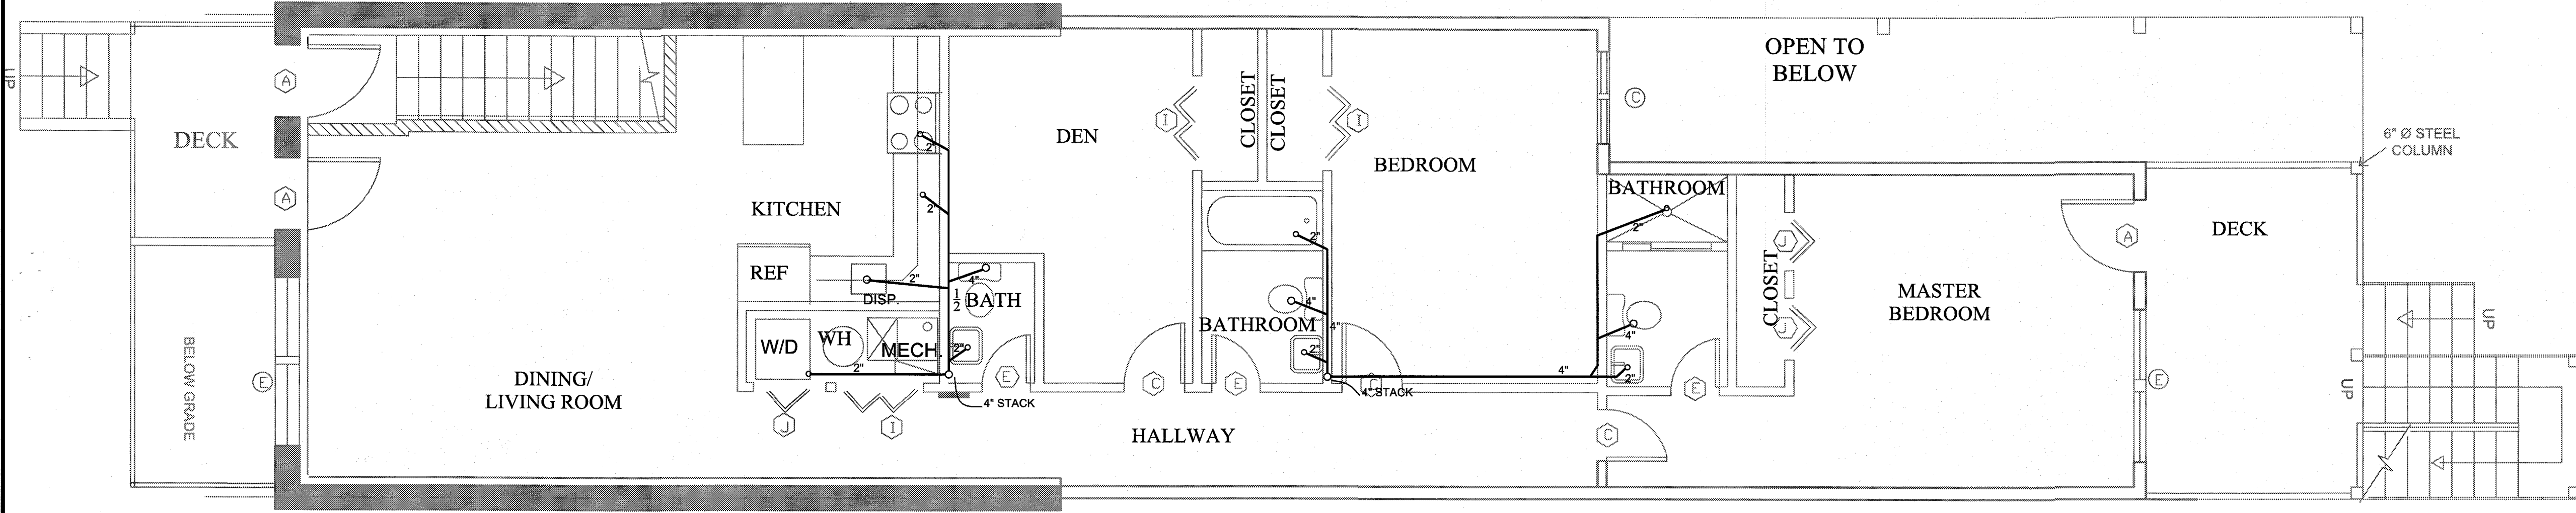 UP
DECK
A
A
BELOW GRADE
E
DINING/
LIVING ROOM
KITCHEN
REF
DISP.
W/D
WH
MECH.
J
I
2"
2"
2"
4"
2"
2"
1/2 BATH
4" STACK
E
DEN
I
CLOSET
CLOSET
I
C
E
C
BATHROOM
2"
4"
4"
2"
4" STACK
HALLWAY
BEDROOM
4"
C
OPEN TO
BELOW
BATHROOM
2"
4"
2"
E
C
CLOSET
J
J
MASTER
BEDROOM
A
E
DECK
6" Ø STEEL
COLUMN
UP
UP